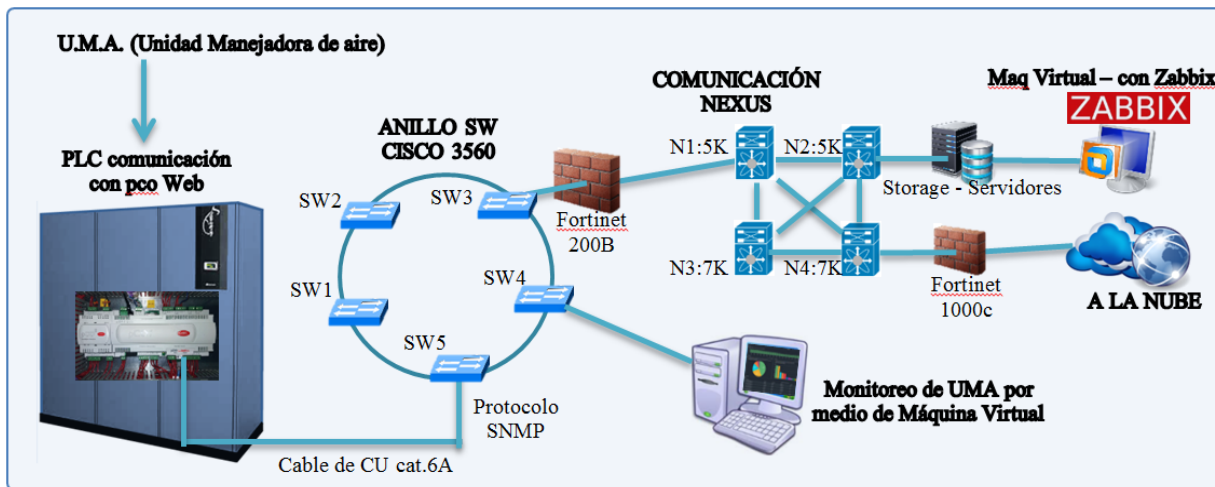 U.M.A. (Unidad Manejadora de aire)
PLC comunicación
con pco Web
ANILLO SW
CISCO 3560
SW2
SW3
SW1
SW4
SW5
Fortinet
200B
Protocolo
SNMP
Cable de CU cat.6A
COMUNICACIÓN
NEXUS
N1:5K
N2:5K
N3:7K
N4:7K
Storage - Servidores
Maq Virtual – con Zabbix
ZABBIX
Fortinet
1000c
A LA NUBE
Monitoreo de UMA por
medio de Máquina Virtual